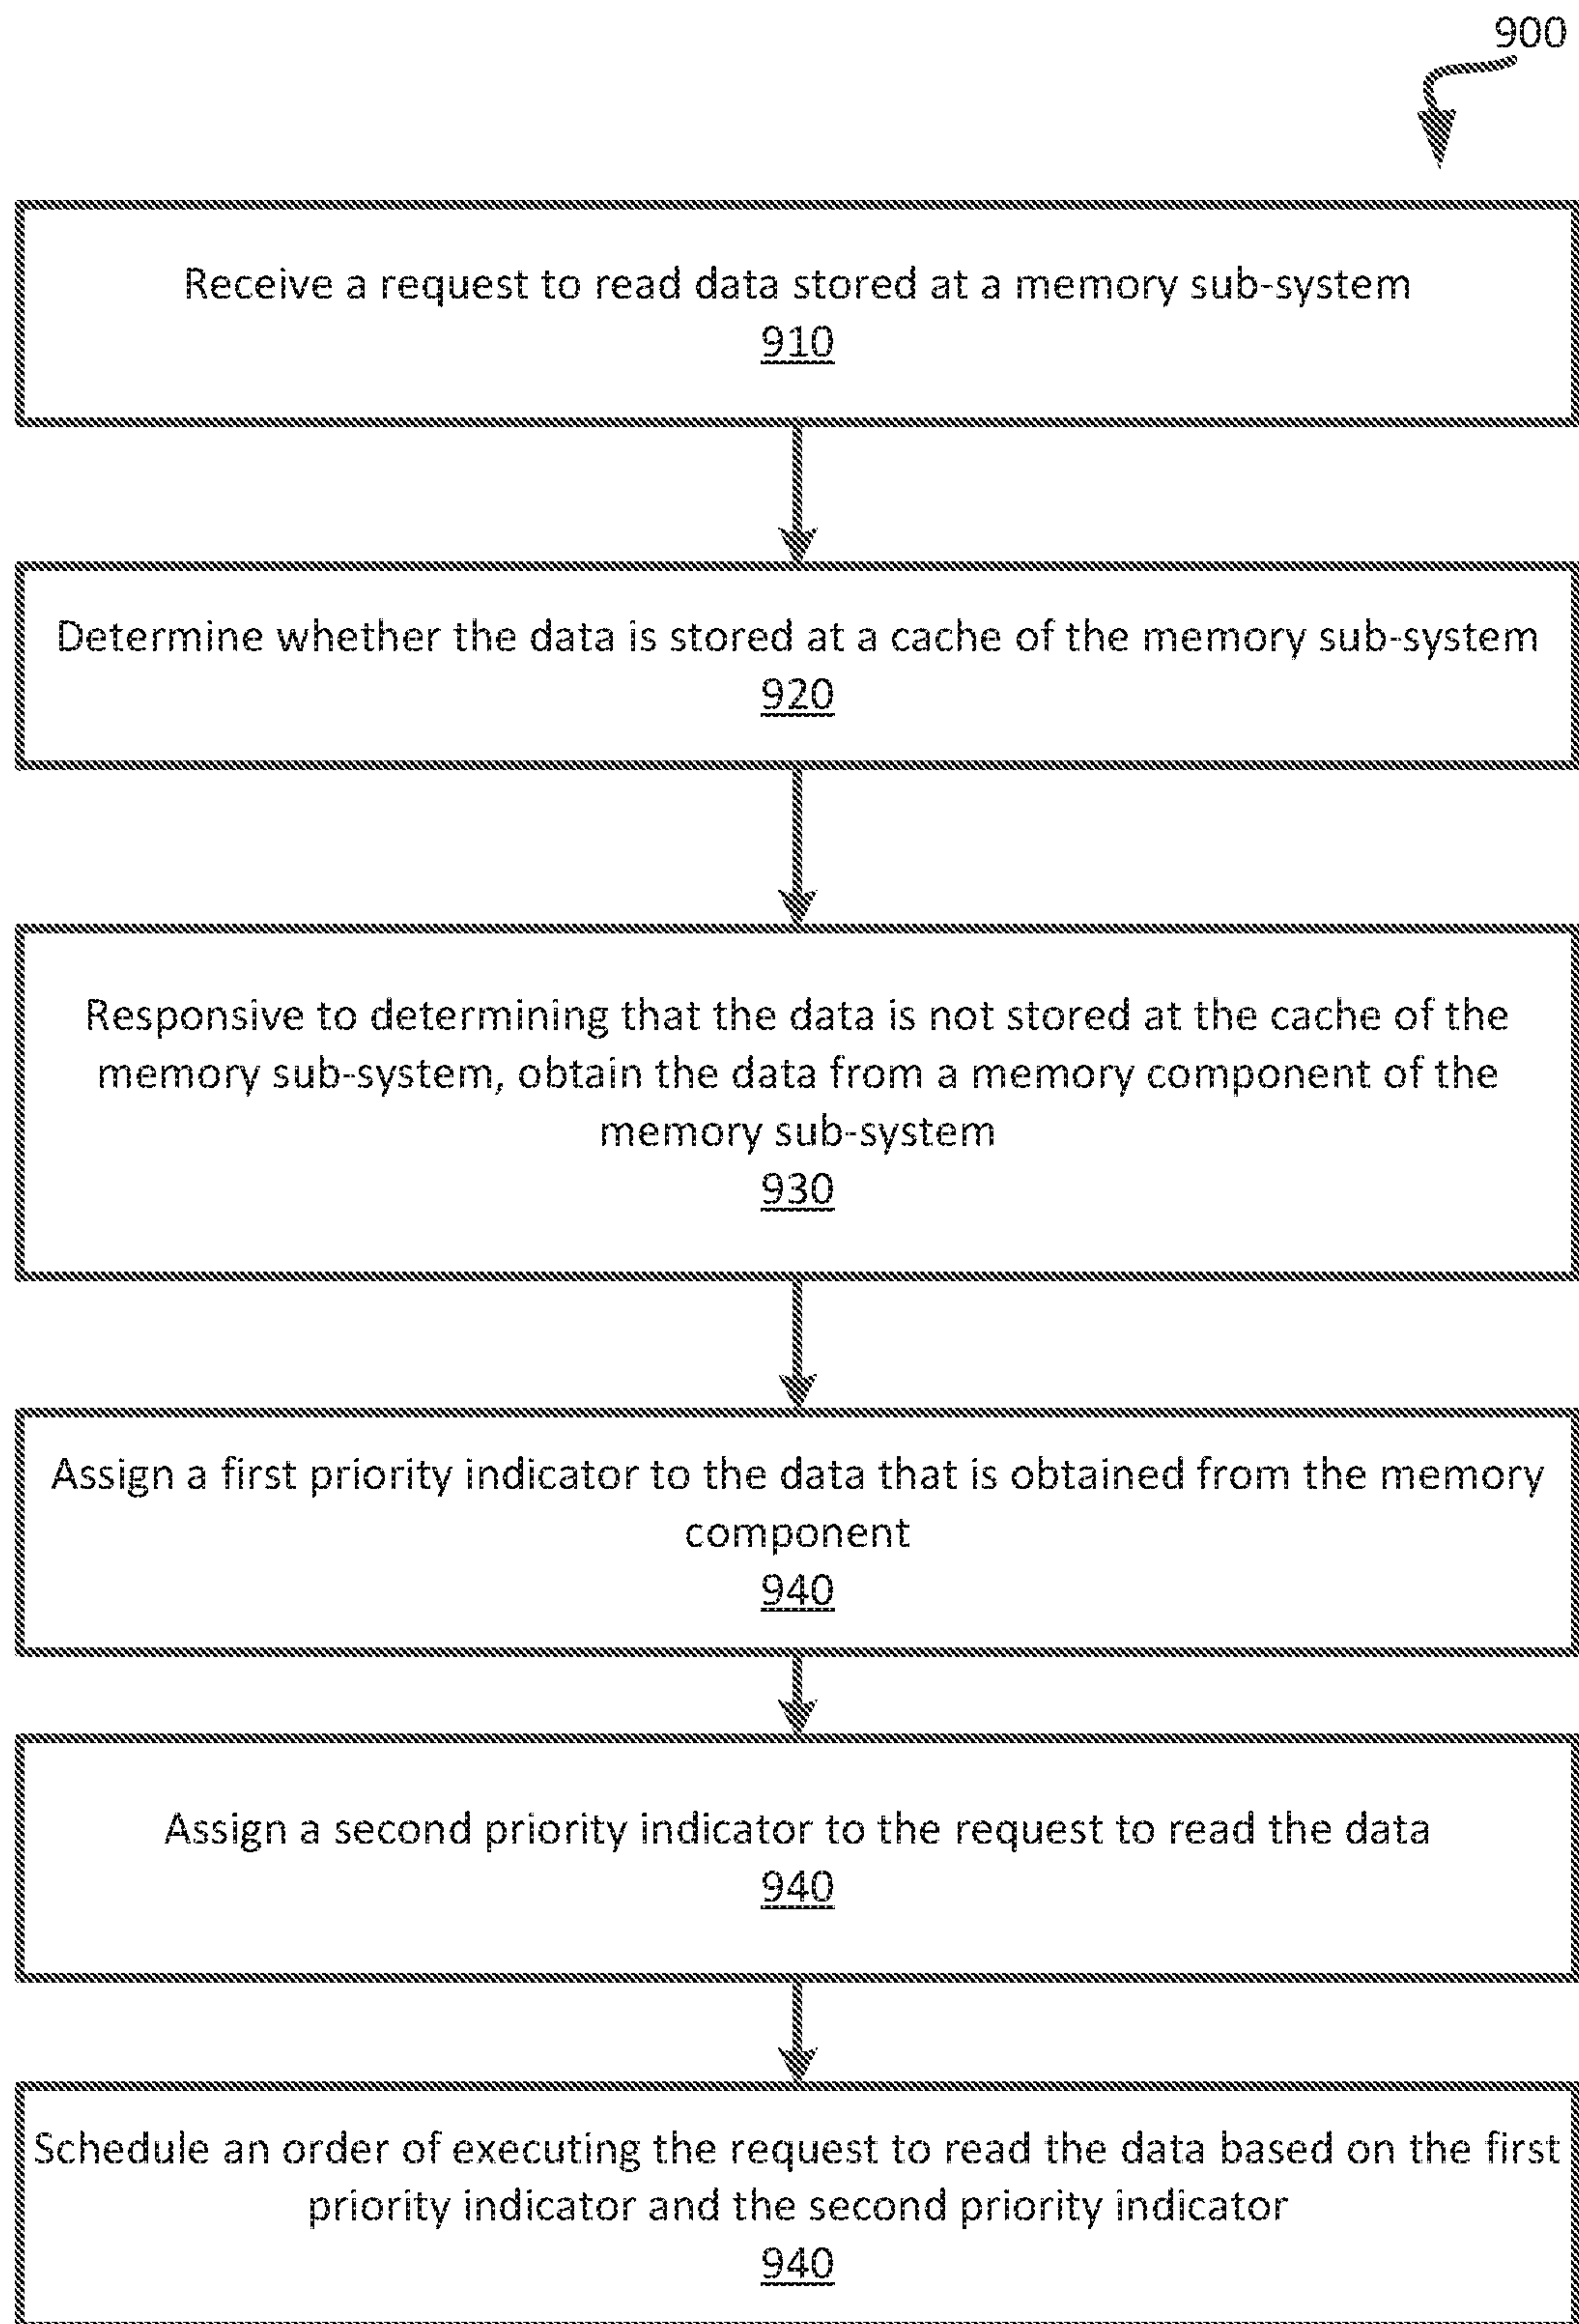 900
Receive a request to read data stored at a memory sub-system
910
Determine whether the data is stored at a cache of the memory sub-system
920
Responsive to determining that the data is not stored at the cache of the
memory sub-system, obtain the data from a memory component of the
memory sub-system
930
Assign a first priority indicator to the data that is obtained from the memory
component
940
Assign a second priority indicator to the request to read the data
940
Schedule an order of executing the request to read the data based on the first
priority indicator and the second priority indicator
940